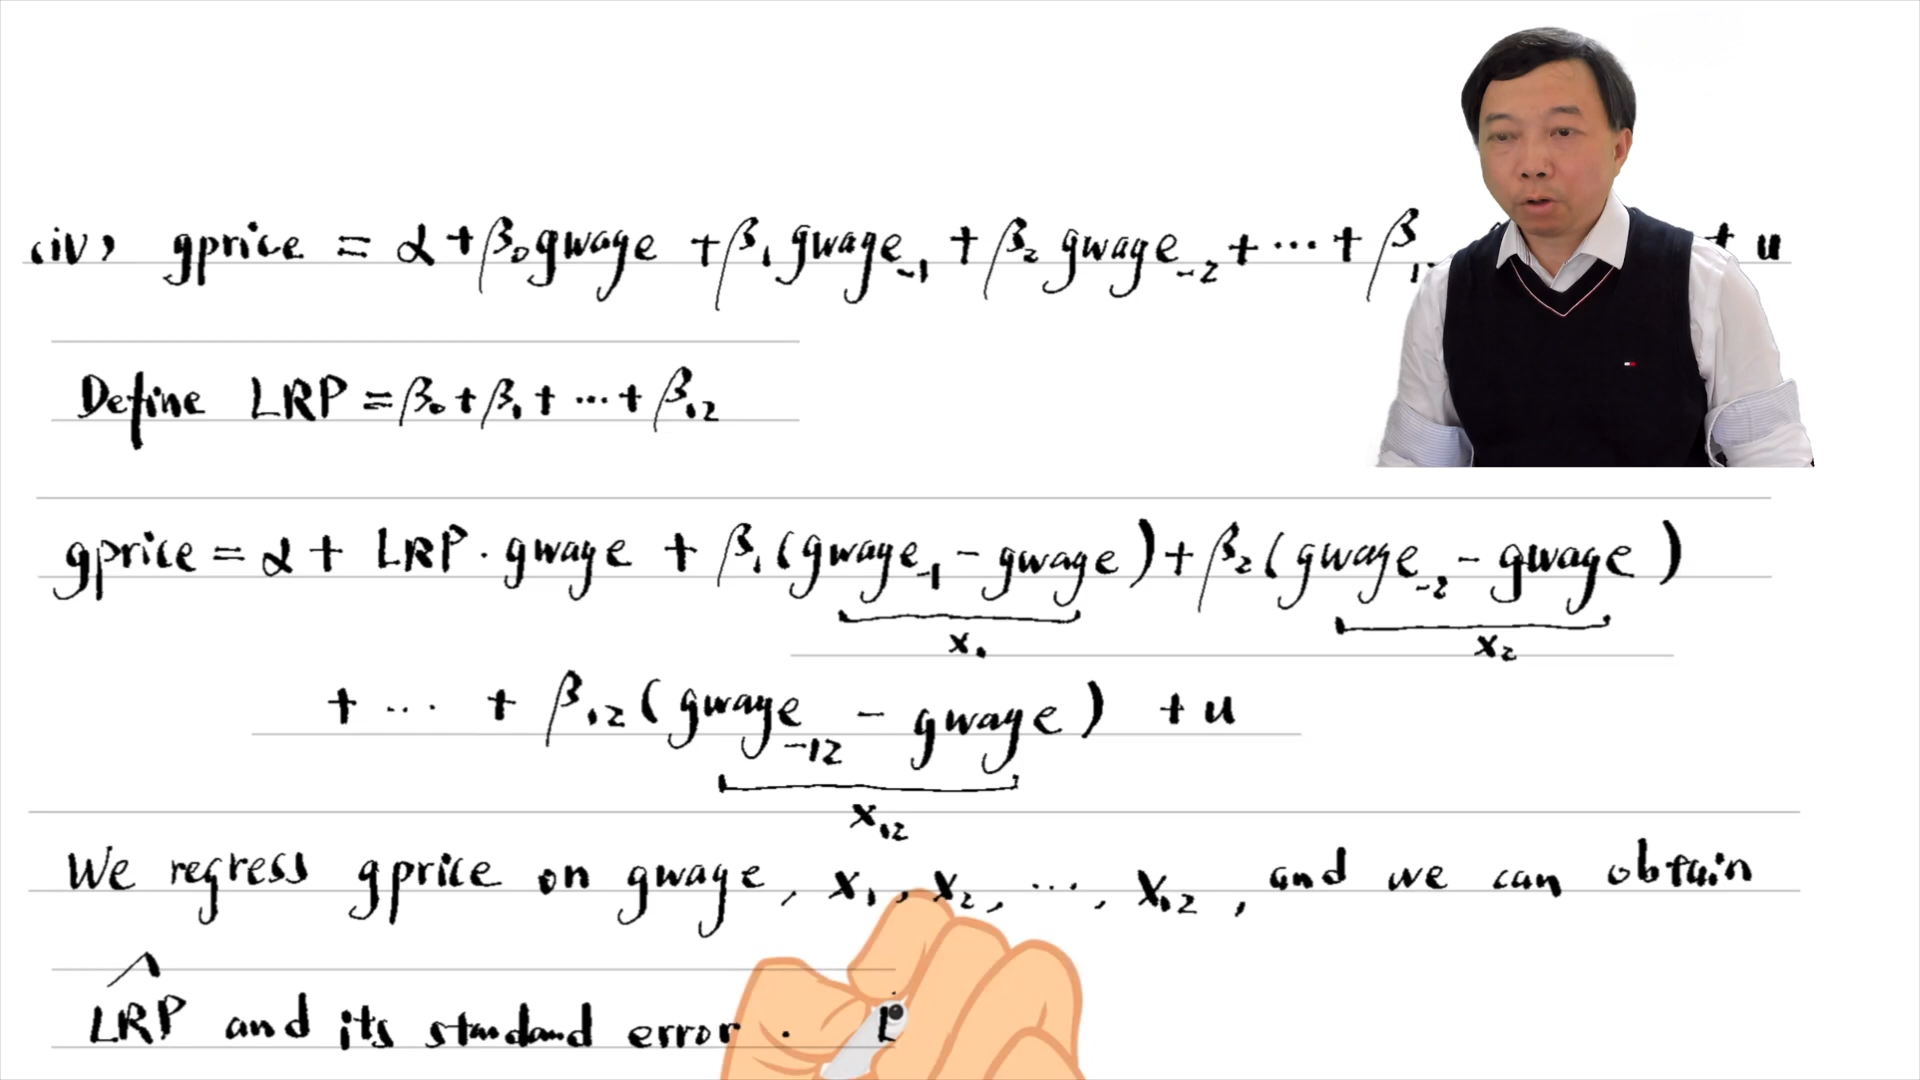 (iv) gprice = α + β₀gwage + β₁gwage₋₁ + β₂gwage₋₂ + ⋯ + β₁ + u
Define LRP = β₀ + β₁ + ⋯ + β₁₂
gprice = α + LRP · gwage + β₁(gwage₋₁ − gwage) + β₂(gwage₋₂ − gwage)
x₁ x₂
+ ⋯ + β₁₂(gwage₋₁₂ − gwage) + u
x₁₂
We regress gprice on gwage, x₁, x₂, ⋯, x₁₂, and we can obtain
L̂RP and its standard error. L